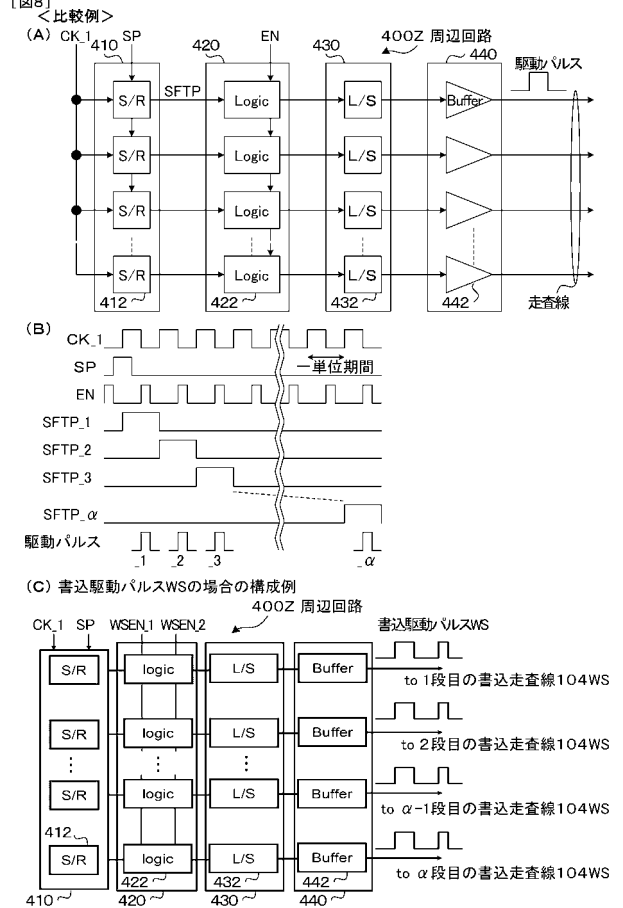 [図8]
<比較例>
(A) CK_1 SP EN 400Z 周辺回路
410 420 430 440
駆動パルス
S/R SFTP Logic L/S Buffer
S/R Logic L/S
S/R Logic L/S
S/R Logic L/S
412 422 432 442
走査線
(B)
CK_1
SP
一単位期間
EN
SFTP_1
SFTP_2
SFTP_3
SFTP_α
駆動パルス
_1 _2 _3 _α
(C) 書込駆動パルスWSの場合の構成例
400Z 周辺回路
CK_1 SP WSEN_1 WSEN_2 書込駆動パルスWS
S/R logic L/S Buffer
to 1段目の書込走査線104WS
S/R logic L/S Buffer
to 2段目の書込走査線104WS
S/R logic L/S Buffer
to α-1段目の書込走査線104WS
412
S/R logic L/S Buffer
to α段目の書込走査線104WS
422 432 442
410 420 430 440